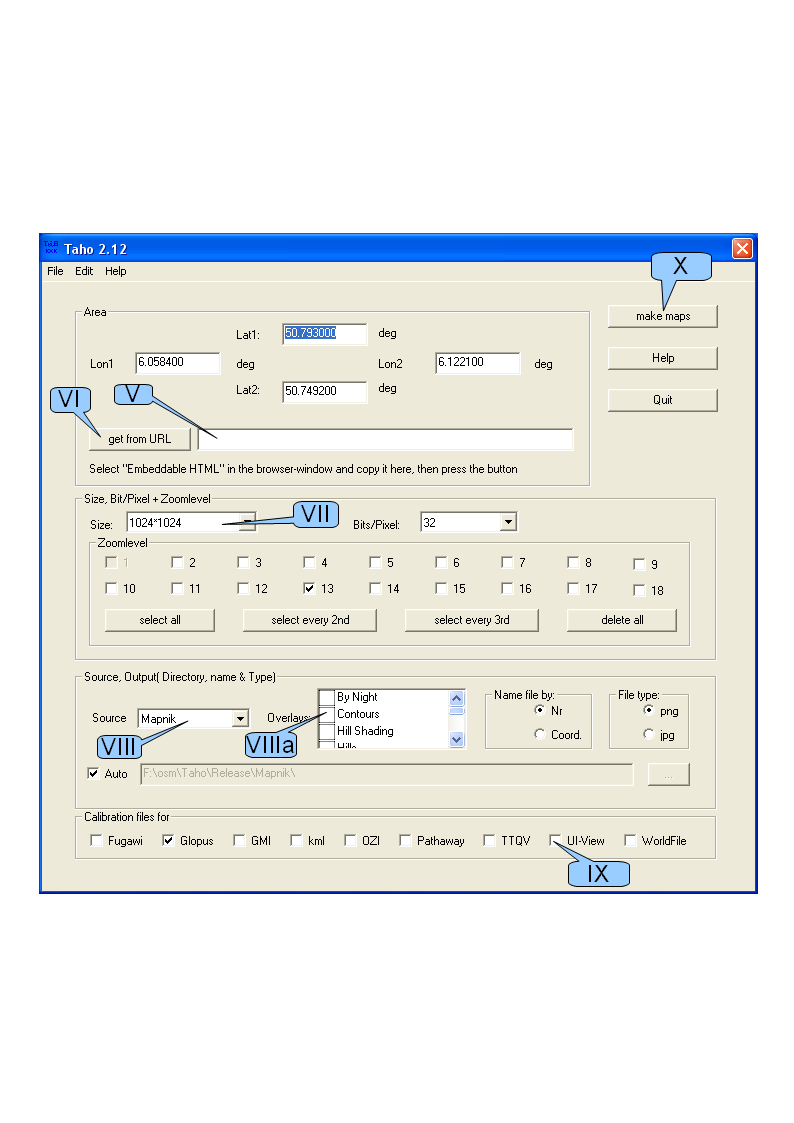 Taho 2.12
File Edit Help
X
Area
make maps
Lat1: 50.793000 deg
Lon1 6.058400 deg Lon2 6.122100 deg
Help
Lat2: 50.749200 deg
Quit
VI V
get from URL
Select "Embeddable HTML" in the browser-window and copy it here, then press the button
Size, Bit/Pixel + Zoomlevel
Size: 1024*1024 VII Bits/Pixel: 32
Zoomlevel
1 2 3 4 5 6 7 8 9
10 11 12 13 14 15 16 17 18
select all select every 2nd select every 3rd delete all
Source, Output( Directory, name & Type)
By Night
Name file by: File type:
Source Mapnik Overlays: Contours Nr png
Hill Shading Coord. jpg
VIII VIIIa
Hills
Auto F:\osm\Taho\Release\Mapnik\ ...
Calibration files for
Fugawi Glopus GMI kml OZI Pathaway TTQV UI-View WorldFile
IX